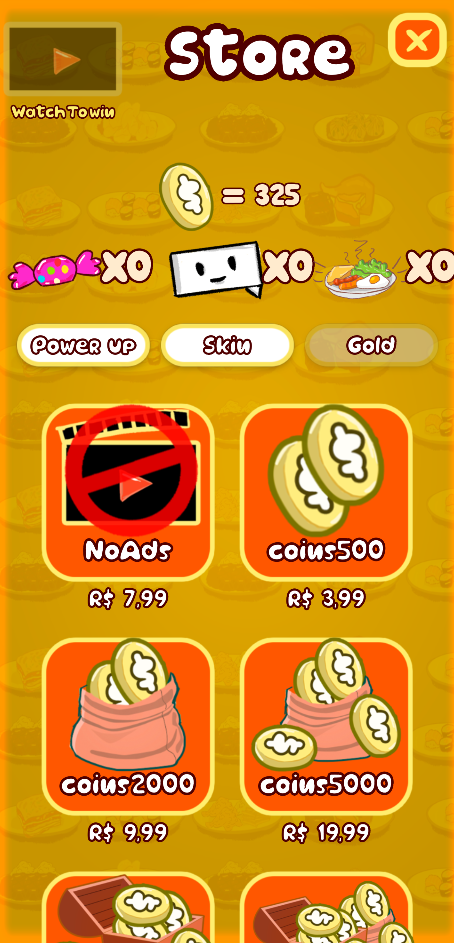 Store
WatchTowin
= 325
X0 X0 X0
Power up Skin Gold
NoAds coins500
R$ 7,99 R$ 3,99
coins2000 coins5000
R$ 9,99 R$ 19,99